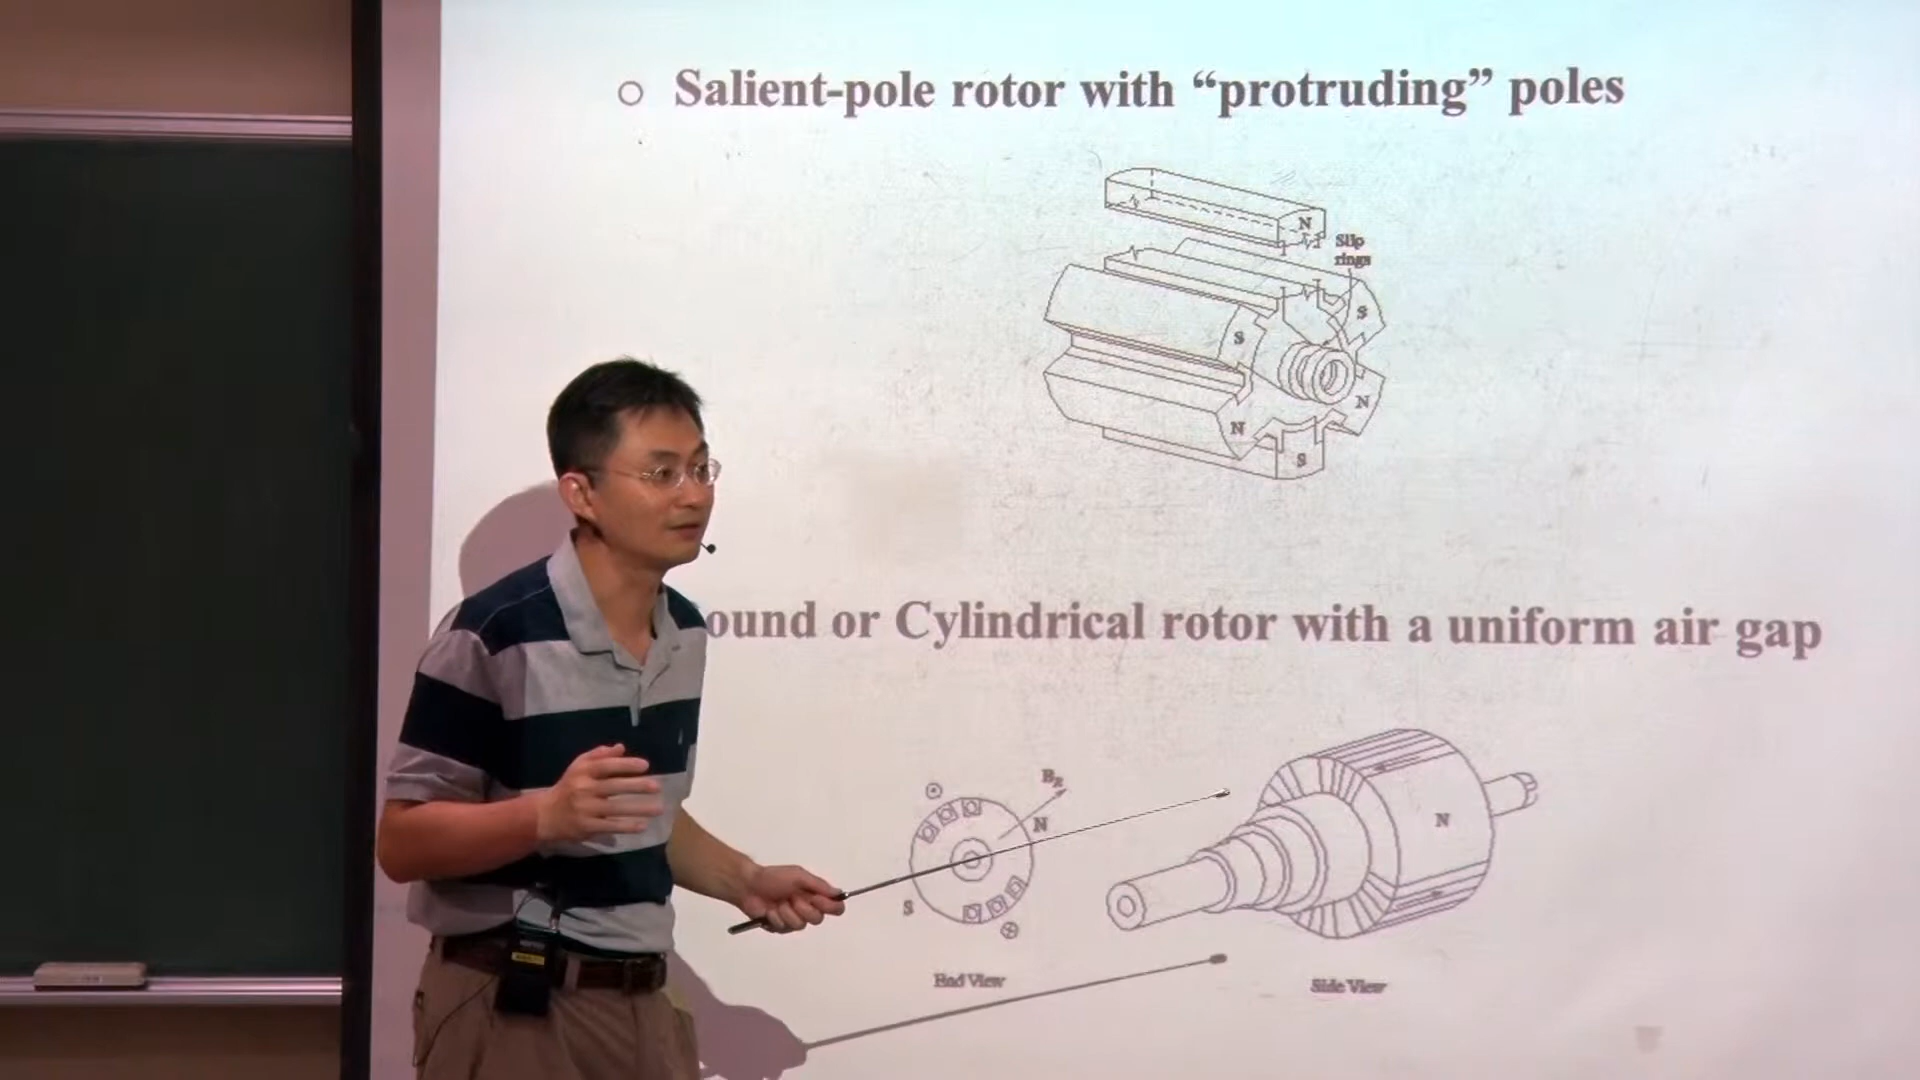 Salient-pole rotor with “protruding” poles
N
Slip
rings
S
S
N
N
S
ound or Cylindrical rotor with a uniform air gap
B_R
N
N
S
End View
Side View